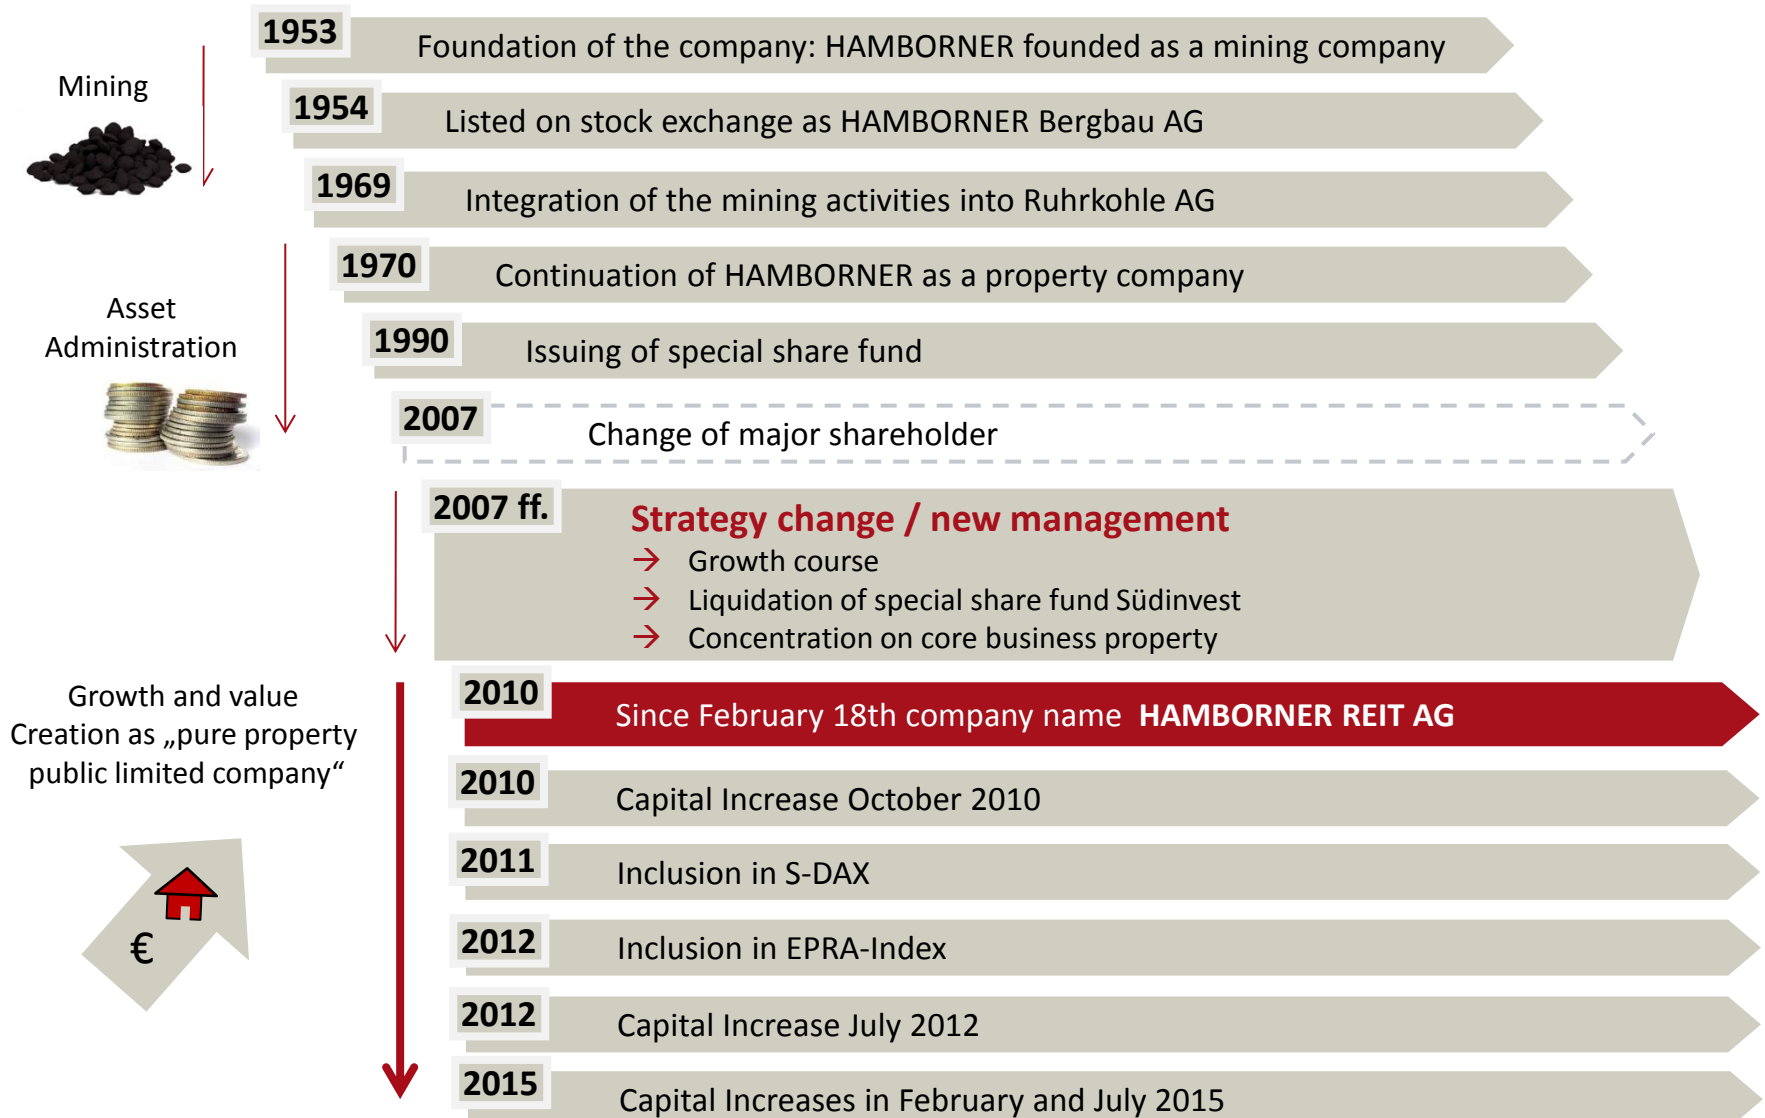 1953
Foundation of the company: HAMBORNER founded as a mining company
Mining
1954
Listed on stock exchange as HAMBORNER Bergbau AG
1969
Integration of the mining activities into Ruhrkohle AG
1970
Continuation of HAMBORNER as a property company
Asset
Administration
1990
Issuing of special share fund
2007
Change of major shareholder
2007 ff.
Strategy change / new management
→ Growth course
→ Liquidation of special share fund Südinvest
→ Concentration on core business property
Growth and value
Creation as „pure property
public limited company“
2010
Since February 18th company name HAMBORNER REIT AG
2010
Capital Increase October 2010
2011
Inclusion in S-DAX
€
2012
Inclusion in EPRA-Index
2012
Capital Increase July 2012
2015
Capital Increases in February and July 2015